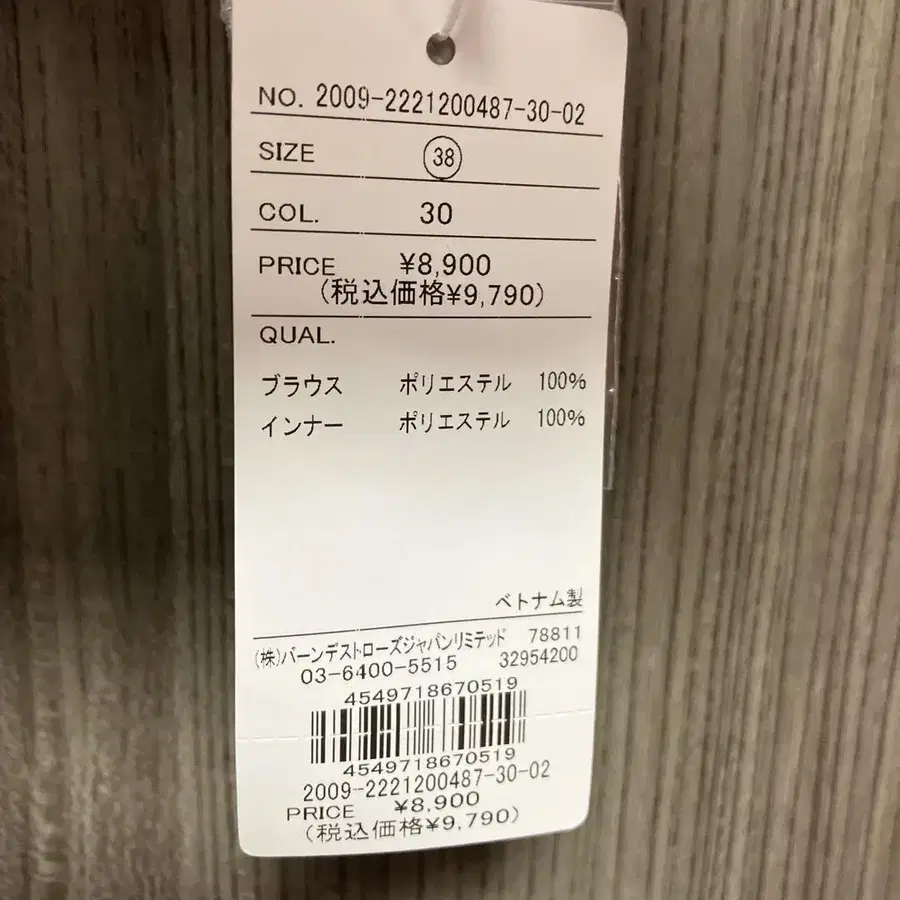 NO. 2009-2221200487-30-02
SIZE 38
COL. 30
PRICE ¥8,900
(税込価格¥9,790)
QUAL.
ブラウス ポリエステル 100%
インナー ポリエステル 100%
ベトナム製
(株)バーンデストローズジャパンリミテッド 78811
03-6400-5515 32954200
4549718670519
4549718670519
2009-2221200487-30-02
PRICE ¥8,900
(税込価格¥9,790)